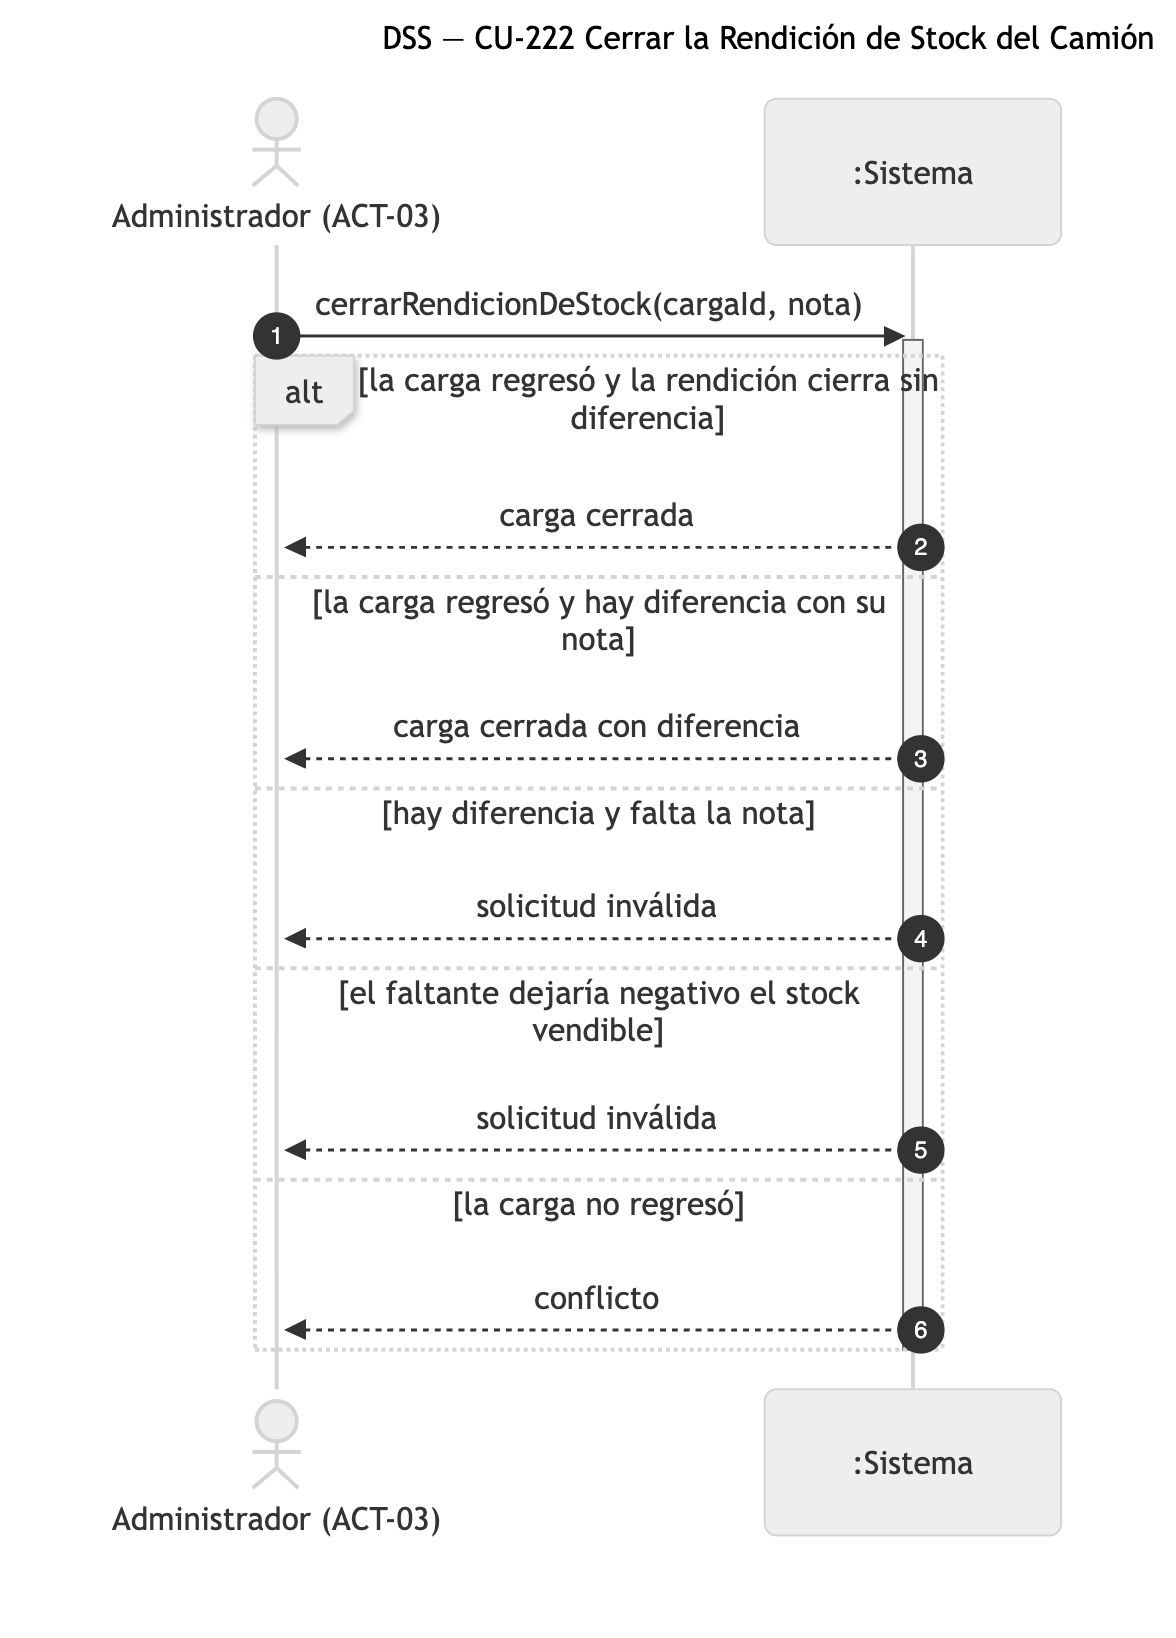 DSS — CU-222 Cerrar la Rendición de Stock del Camión
Administrador (ACT-03)
:Sistema
cerrarRendicionDeStock(cargaId, nota)
1
alt
[la carga regresó y la rendición cierra sin
diferencia]
carga cerrada
2
[la carga regresó y hay diferencia con su
nota]
carga cerrada con diferencia
3
[hay diferencia y falta la nota]
solicitud inválida
4
[el faltante dejaría negativo el stock
vendible]
solicitud inválida
5
[la carga no regresó]
conflicto
6
Administrador (ACT-03)
:Sistema